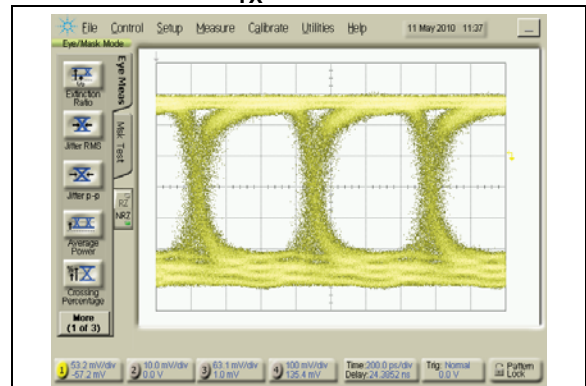 File Control Setup Measure Calibrate Utilities Help 11 May 2010 11:37
Eye/Mask Mode
Eye Meas
Msk Test
Extinction
Ratio
Jitter RMS
Jitter p-p
RZ
NRZ
Average
Power
Crossing
Percentage
More
(1 of 3)
1 53.2 mV/div 2 10.0 mV/div 3 63.1 mV/div 4 100 mV/div Time:200.0 ps/div Trig: Normal Pattern
-57.2 mV 0.0 V 1.0 mV 135.4 mV Delay:24.3852 ns 0.0 V Lock